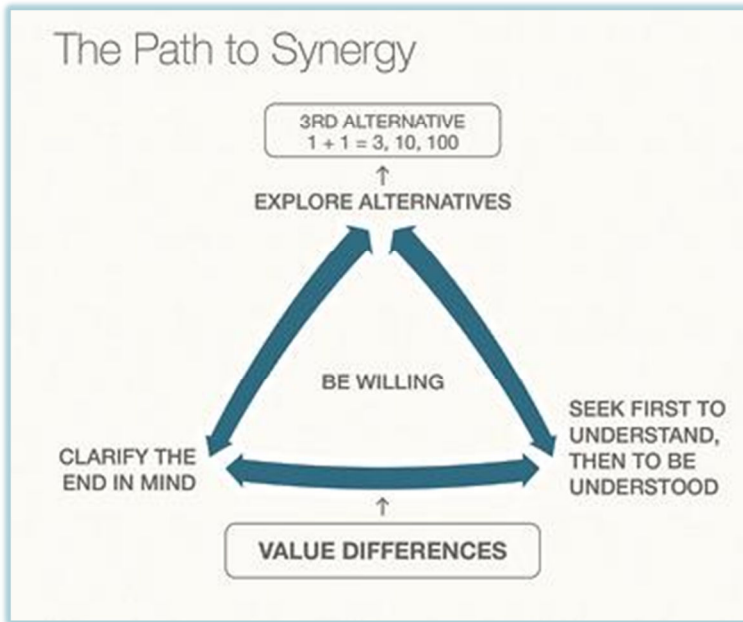 The Path to Synergy
3RD ALTERNATIVE
1 + 1 = 3, 10, 100
↑
EXPLORE ALTERNATIVES
BE WILLING
CLARIFY THE
END IN MIND
SEEK FIRST TO
UNDERSTAND,
THEN TO BE
UNDERSTOOD
↑
VALUE DIFFERENCES